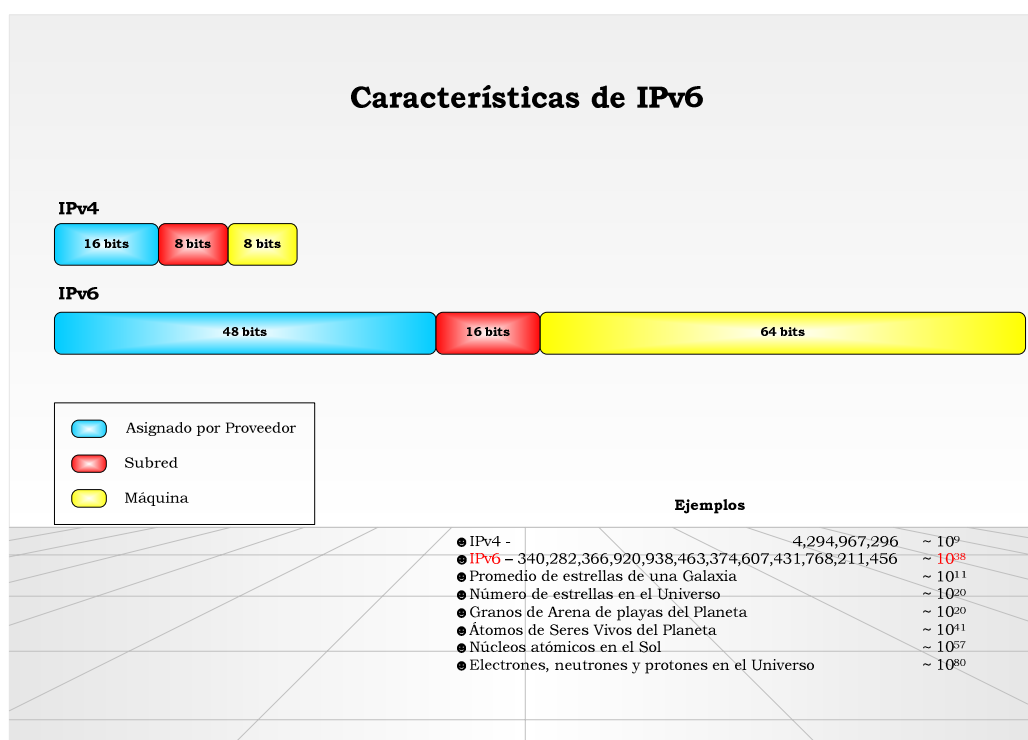 Características de IPv6
IPv4
16 bits 8 bits 8 bits
IPv6
48 bits 16 bits 64 bits
Asignado por Proveedor
Subred
Máquina
Ejemplos
☻IPv4 - 4,294,967,296 ~ 10⁹
☻IPv6 – 340,282,366,920,938,463,374,607,431,768,211,456 ~ 10³⁸
☻Promedio de estrellas de una Galaxia ~ 10¹¹
☻Número de estrellas en el Universo ~ 10²⁰
☻Granos de Arena de playas del Planeta ~ 10²⁰
☻Átomos de Seres Vivos del Planeta ~ 10⁴¹
☻Núcleos atómicos en el Sol ~ 10⁵⁷
☻Electrones, neutrones y protones en el Universo ~ 10⁸⁰